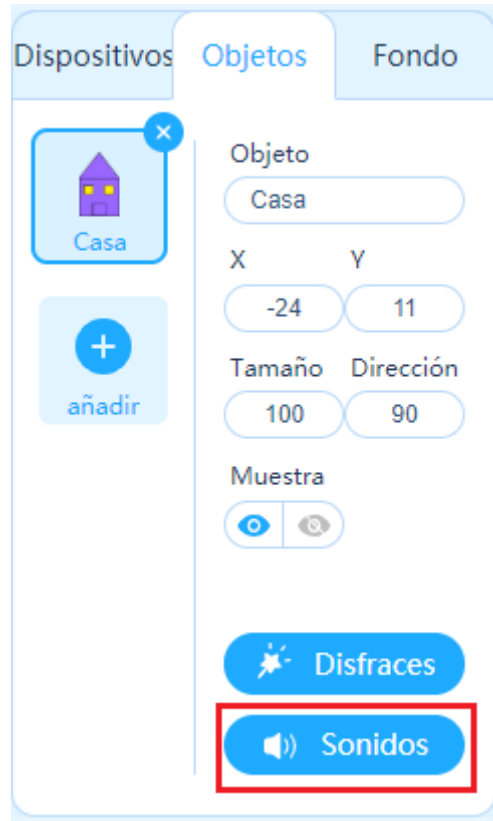 Dispositivos Objetos Fondo
Casa
añadir
Objeto
Casa
X Y
-24 11
Tamaño Dirección
100 90
Muestra
Disfraces
Sonidos